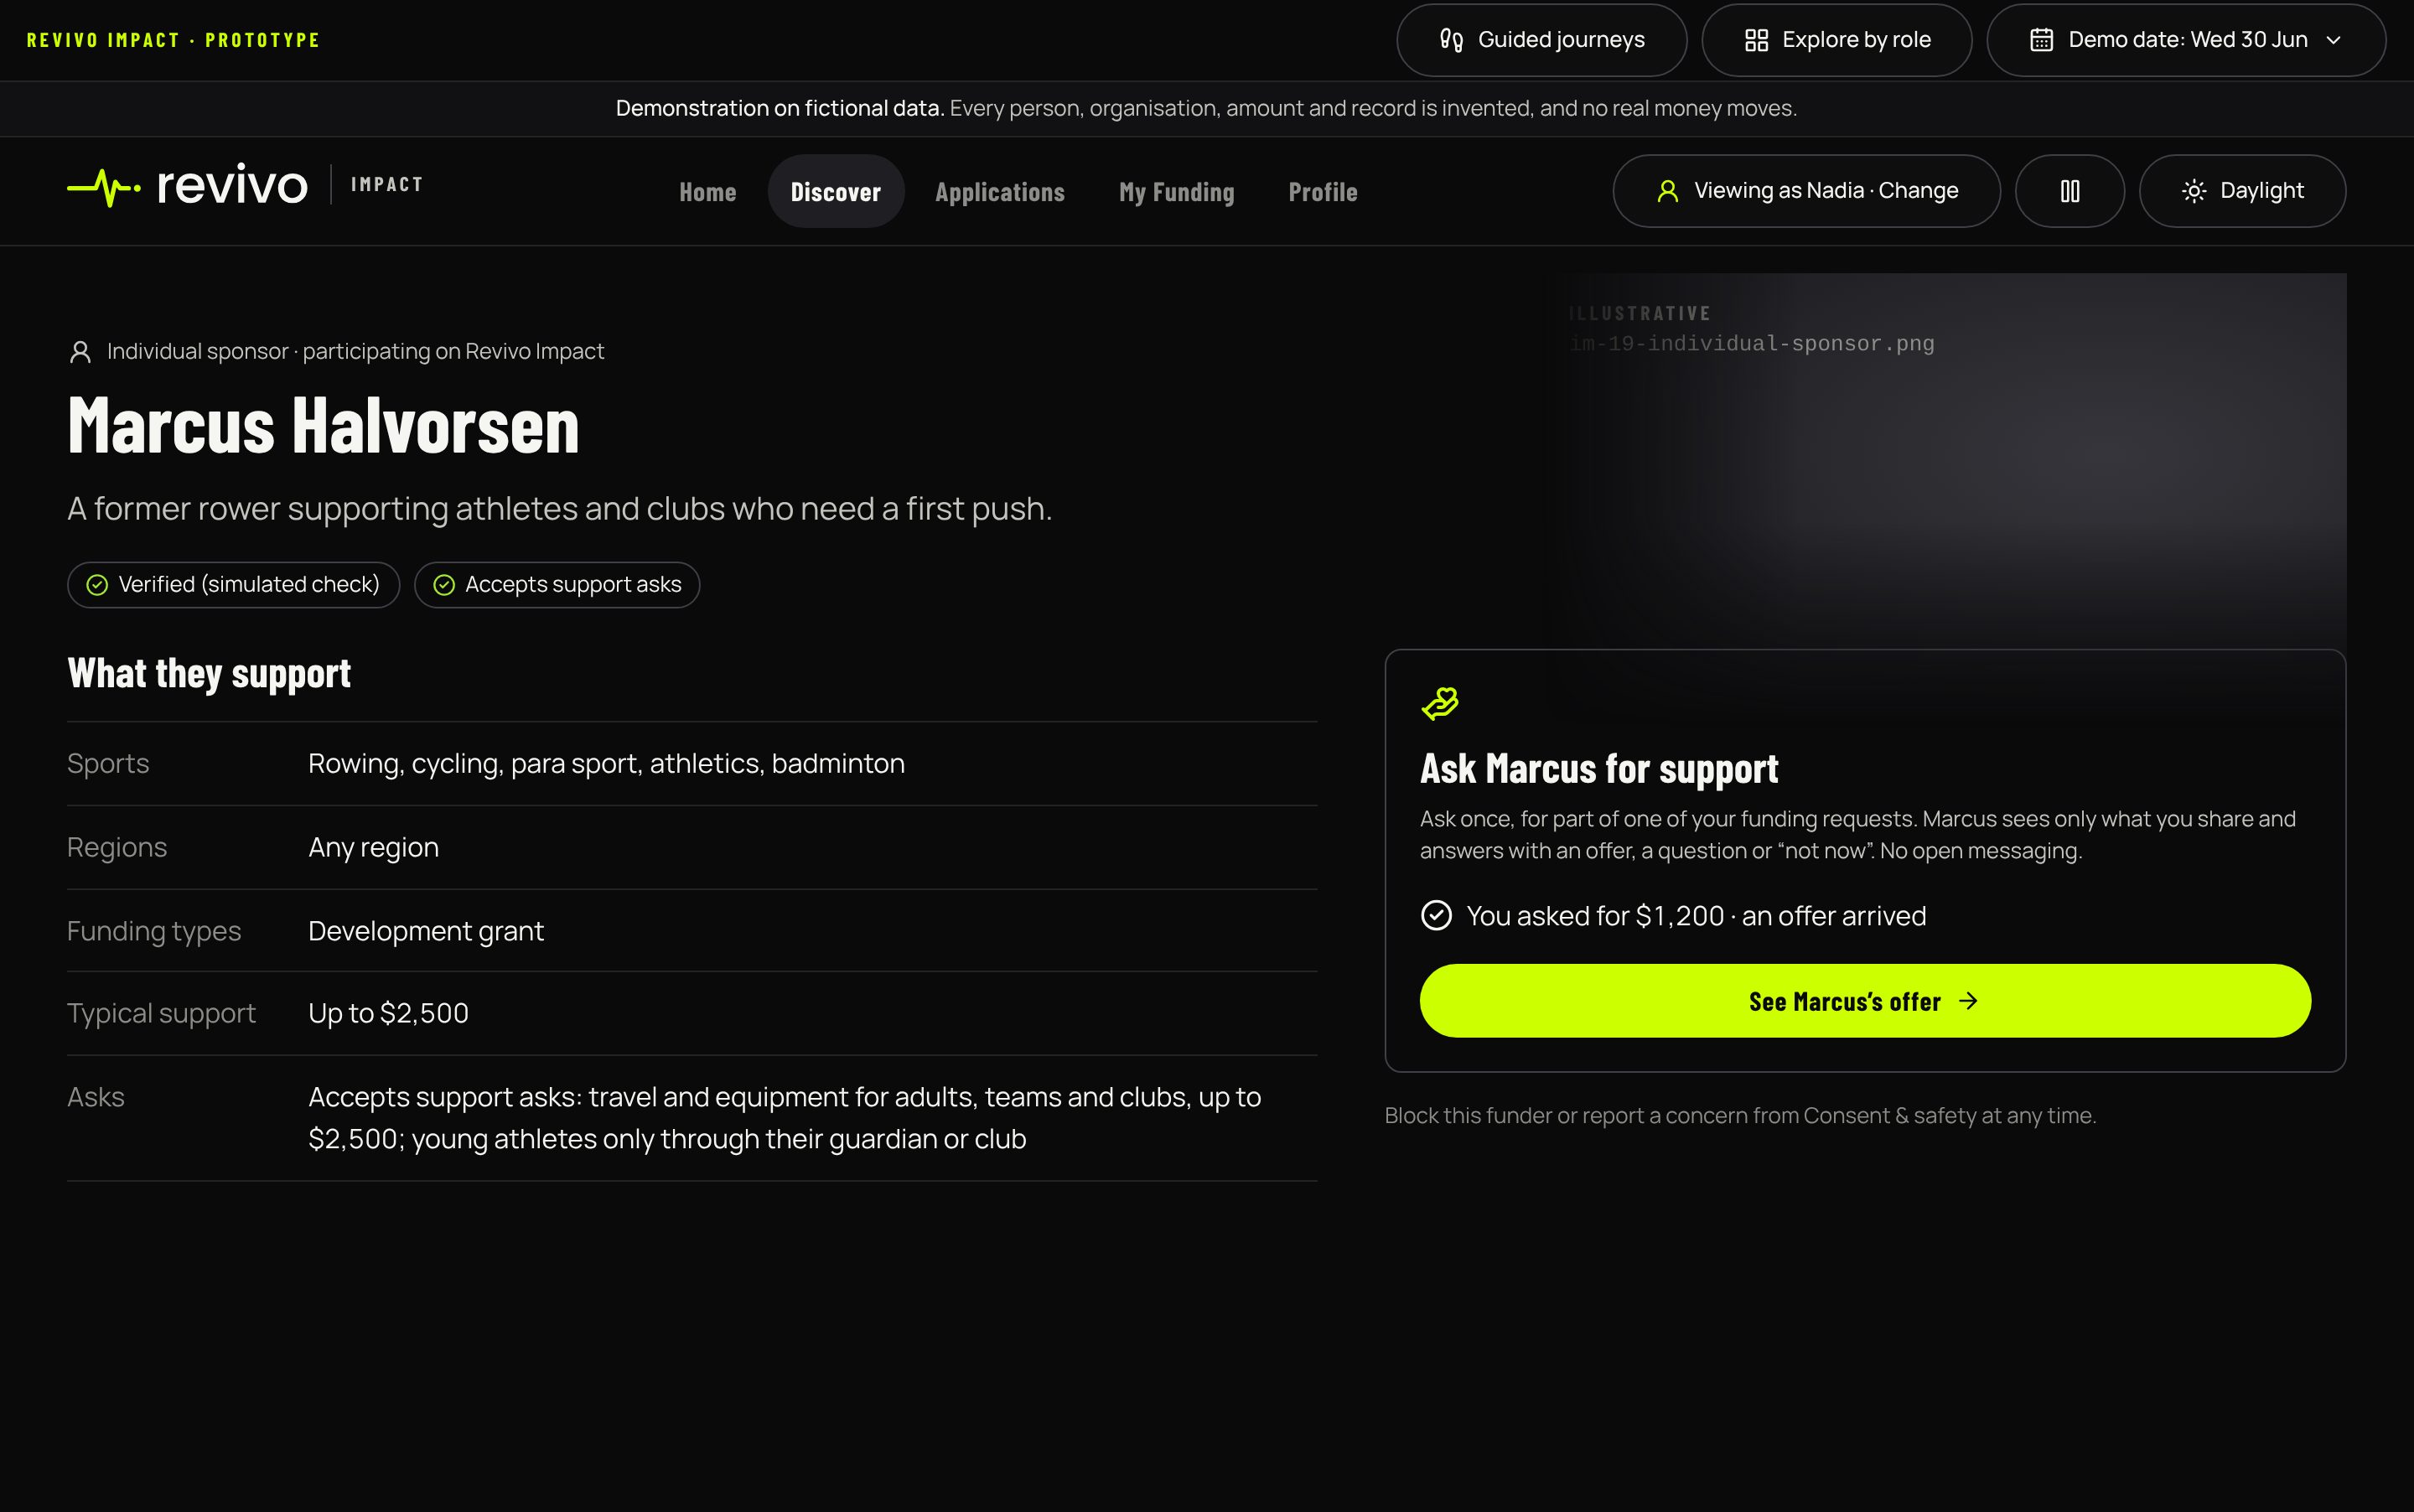 REVIVO IMPACT · PROTOTYPE
Guided journeys
Explore by role
Demo date: Wed 30 Jun
Demonstration on fictional data. Every person, organisation, amount and record is invented, and no real money moves.
revivo
IMPACT
Home
Discover
Applications
My Funding
Profile
Viewing as Nadia · Change
Daylight
ILLUSTRATIVE
im-19-individual-sponsor.png
Individual sponsor · participating on Revivo Impact
Marcus Halvorsen
A former rower supporting athletes and clubs who need a first push.
Verified (simulated check)
Accepts support asks
What they support
Sports
Rowing, cycling, para sport, athletics, badminton
Regions
Any region
Funding types
Development grant
Typical support
Up to $2,500
Asks
Accepts support asks: travel and equipment for adults, teams and clubs, up to
$2,500; young athletes only through their guardian or club
Ask Marcus for support
Ask once, for part of one of your funding requests. Marcus sees only what you share and
answers with an offer, a question or “not now”. No open messaging.
You asked for $1,200 · an offer arrived
See Marcus’s offer
Block this funder or report a concern from Consent & safety at any time.